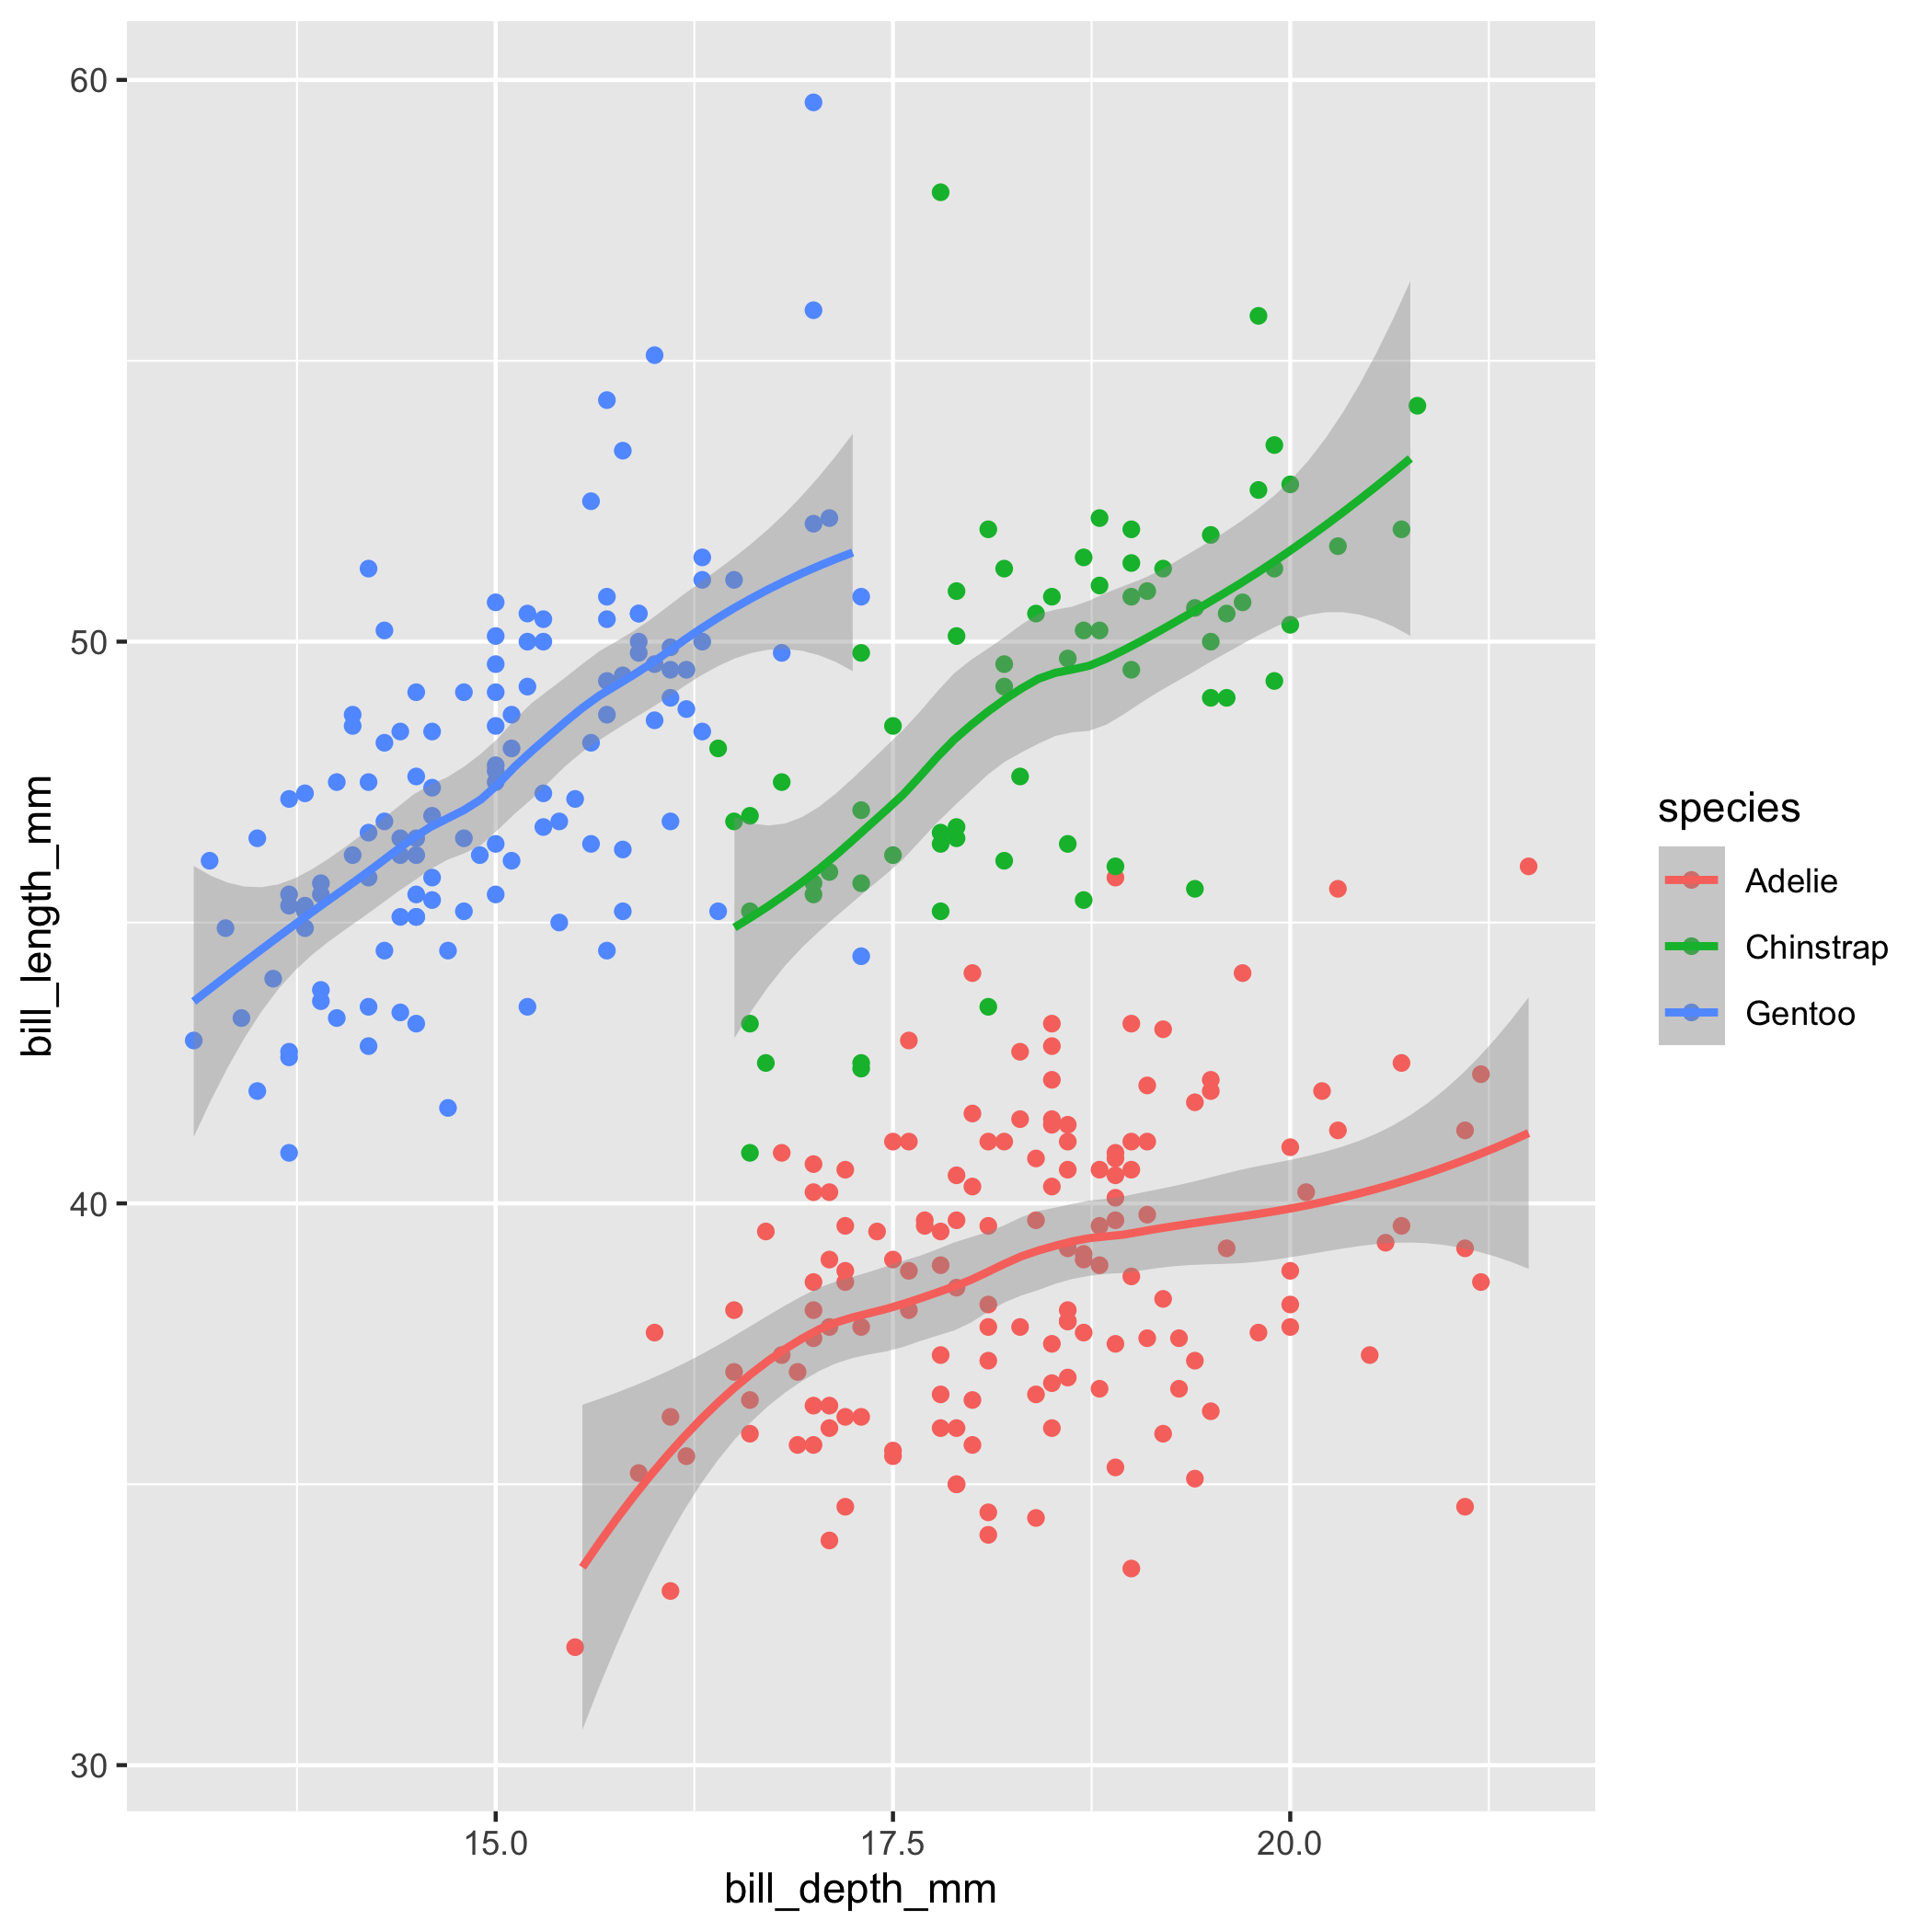 60
50
40
30
bill_length_mm
15.0
17.5
20.0
bill_depth_mm
species
Adelie
Chinstrap
Gentoo